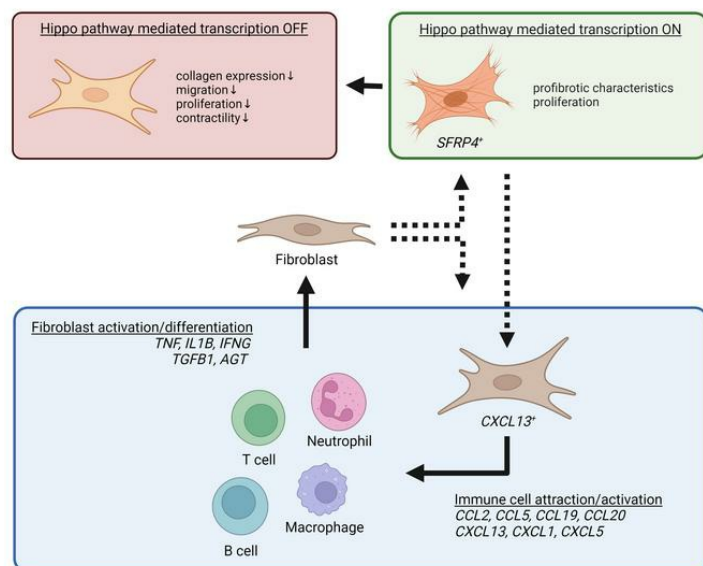 Hippo pathway mediated transcription OFF
collagen expression↓
migration↓
proliferation↓
contractility↓
Hippo pathway mediated transcription ON
profibrotic characteristics
proliferation
SFRP4⁺
Fibroblast
Fibroblast activation/differentiation
TNF, IL1B, IFNG
TGFB1, AGT
Neutrophil
T cell
Macrophage
B cell
CXCL13⁺
Immune cell attraction/activation
CCL2, CCL5, CCL19, CCL20
CXCL13, CXCL1, CXCL5